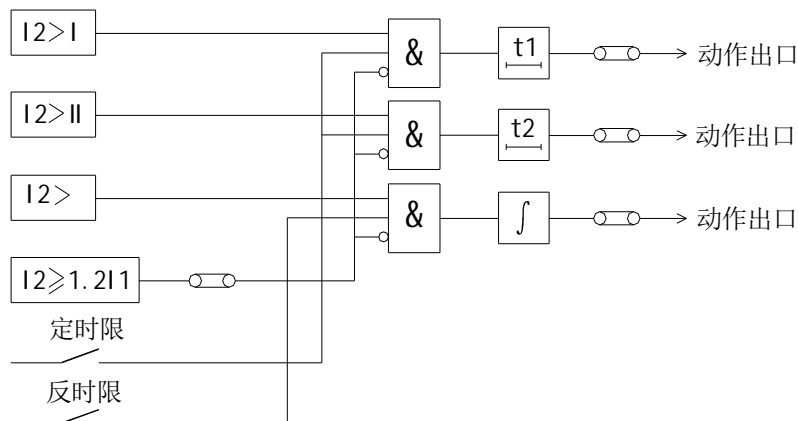 I2>I
&
t1
动作出口
I2>II
&
t2
动作出口
I2>
&
∫
动作出口
I2≥1.2I1
定时限
反时限